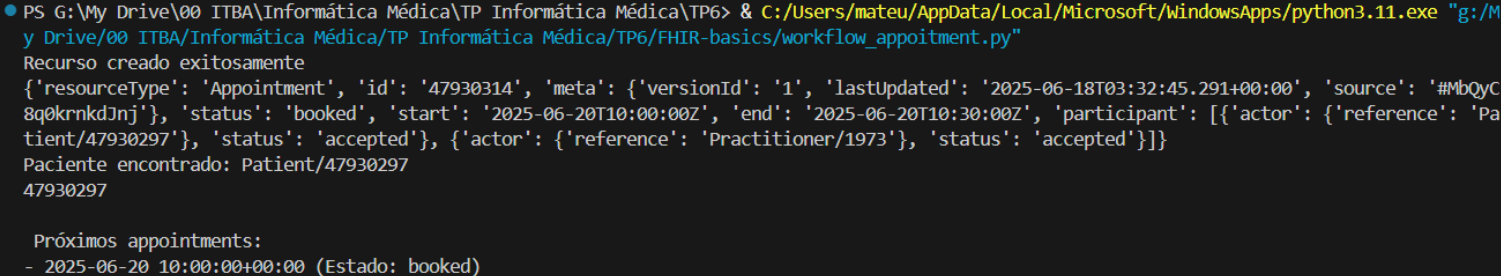 PS G:\My Drive\00 ITBA\Informática Médica\TP Informática Médica\TP6> & C:/Users/mateu/AppData/Local/Microsoft/WindowsApps/python3.11.exe "g:/M
y Drive/00 ITBA/Informática Médica/TP Informática Médica/TP6/FHIR-basics/workflow_appoitment.py"
Recurso creado exitosamente
{'resourceType': 'Appointment', 'id': '47930314', 'meta': {'versionId': '1', 'lastUpdated': '2025-06-18T03:32:45.291+00:00', 'source': '#MbQyC
8q0krnkdJnj'}, 'status': 'booked', 'start': '2025-06-20T10:00:00Z', 'end': '2025-06-20T10:30:00Z', 'participant': [{'actor': {'reference': 'Pa
tient/47930297'}, 'status': 'accepted'}, {'actor': {'reference': 'Practitioner/1973'}, 'status': 'accepted'}]}
Paciente encontrado: Patient/47930297
47930297
Próximos appointments:
- 2025-06-20 10:00:00+00:00 (Estado: booked)